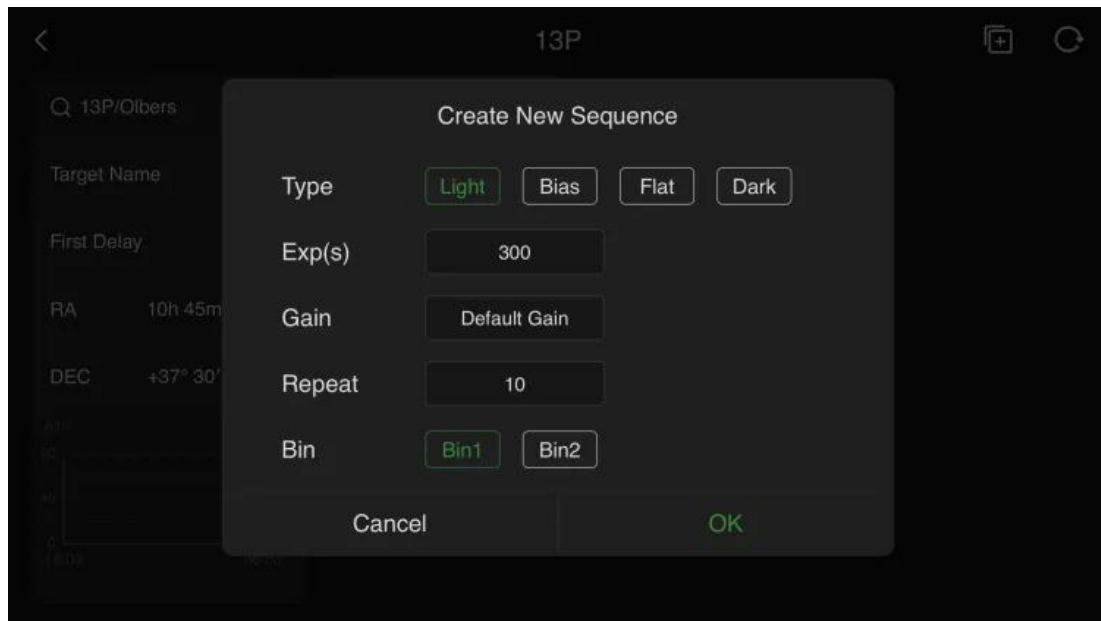 13P
13P/Olbers
Target Name
First Delay
RA 10h 45m
DEC +37° 30'
Create New Sequence
Type Light Bias Flat Dark
Exp(s) 300
Gain Default Gain
Repeat 10
Bin Bin1 Bin2
Cancel OK